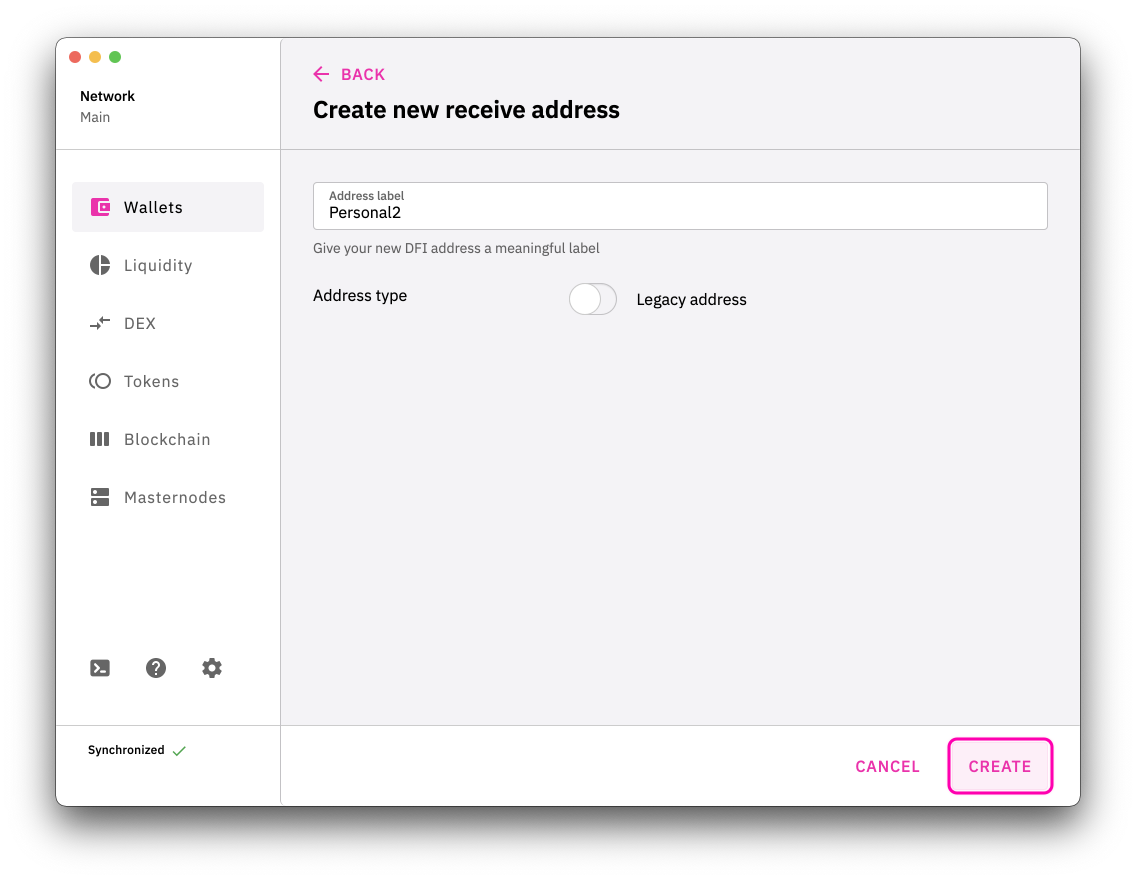 Network
Main
Wallets
Liquidity
DEX
Tokens
Blockchain
Masternodes
Synchronized
BACK
Create new receive address
Address label
Personal2
Give your new DFI address a meaningful label
Address type
Legacy address
CANCEL
CREATE